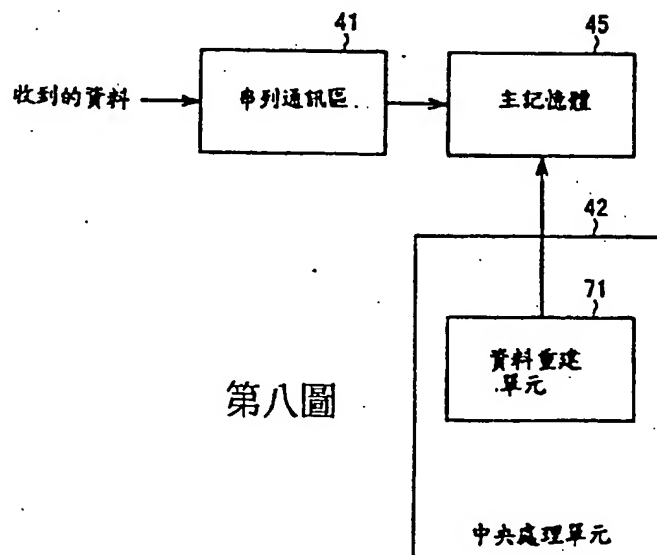 41
45
收到的資料
串列通訊區
主記憶體
42
71
資料重建
單元
第八圖
中央處理單元